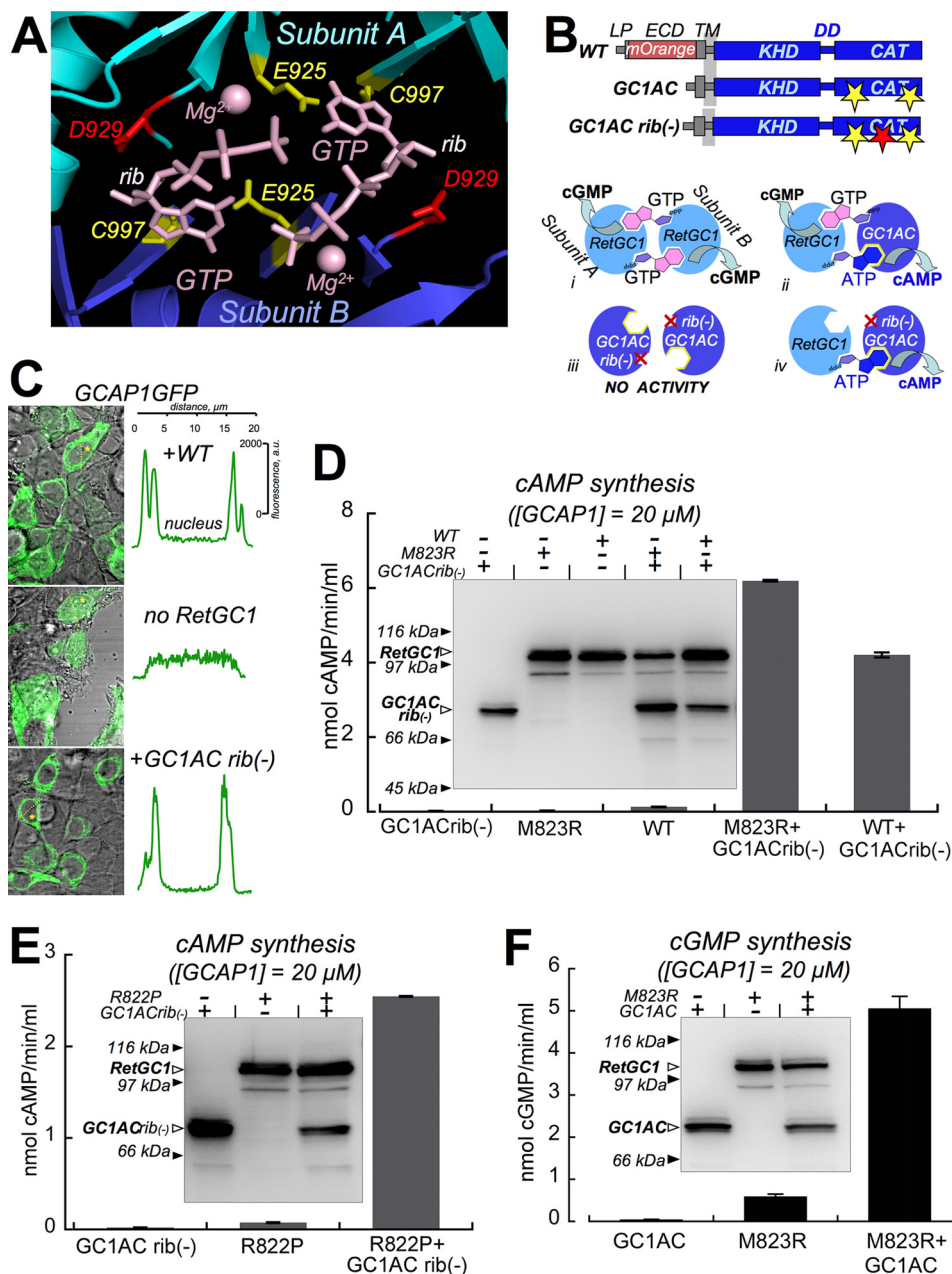 A
Subunit A
E925
C997
Mg2+
D929
rib
GTP
rib
E925
D929
C997
GTP
Mg2+
Subunit B
B
LP ECD TM DD
WT mOrange KHD CAT
GC1AC KHD CAT
GC1AC rib(-) KHD CAT
cGMP GTP ppp
Subunit A RetGC1 RetGC1 Subunit B
ppp
i GTP cGMP
cGMP GTP ppp
RetGC1 GC1AC
ppp
ii ATP cAMP
GC1AC rib(-) rib(-) GC1AC
iii NO ACTIVITY
RetGC1 rib(-) GC1AC
ppp
iv ATP cAMP
C
GCAP1GFP
distance, µm
0 5 10 15 20
+WT
2000
0
fluorescence, a.u.
nucleus
no RetGC1
+GC1AC rib(-)
D
cAMP synthesis
([GCAP1] = 20 µM)
nmol cAMP/min/ml
8
6
4
2
0
WT - - + - +
M823R - + - + -
GC1ACrib(-) + - - + +
116 kDa
RetGC1
97 kDa
GC1AC
rib(-)
66 kDa
45 kDa
GC1ACrib(-) M823R WT M823R+ WT+
GC1ACrib(-) GC1ACrib(-)
E
cAMP synthesis
([GCAP1] = 20 µM)
nmol cAMP/min/ml
3
2
1
0
R822P - + +
GC1ACrib(-) + - +
116 kDa
RetGC1
97 kDa
GC1ACrib(-)
66 kDa
GC1AC rib(-) R822P R822P+
GC1AC rib(-)
F
cGMP synthesis
([GCAP1] = 20 µM)
nmol cGMP/min/ml
6
5
4
3
2
1
0
M823R - + +
GC1AC + - +
116 kDa
RetGC1
97 kDa
GC1AC
66 kDa
GC1AC M823R M823R+
GC1AC